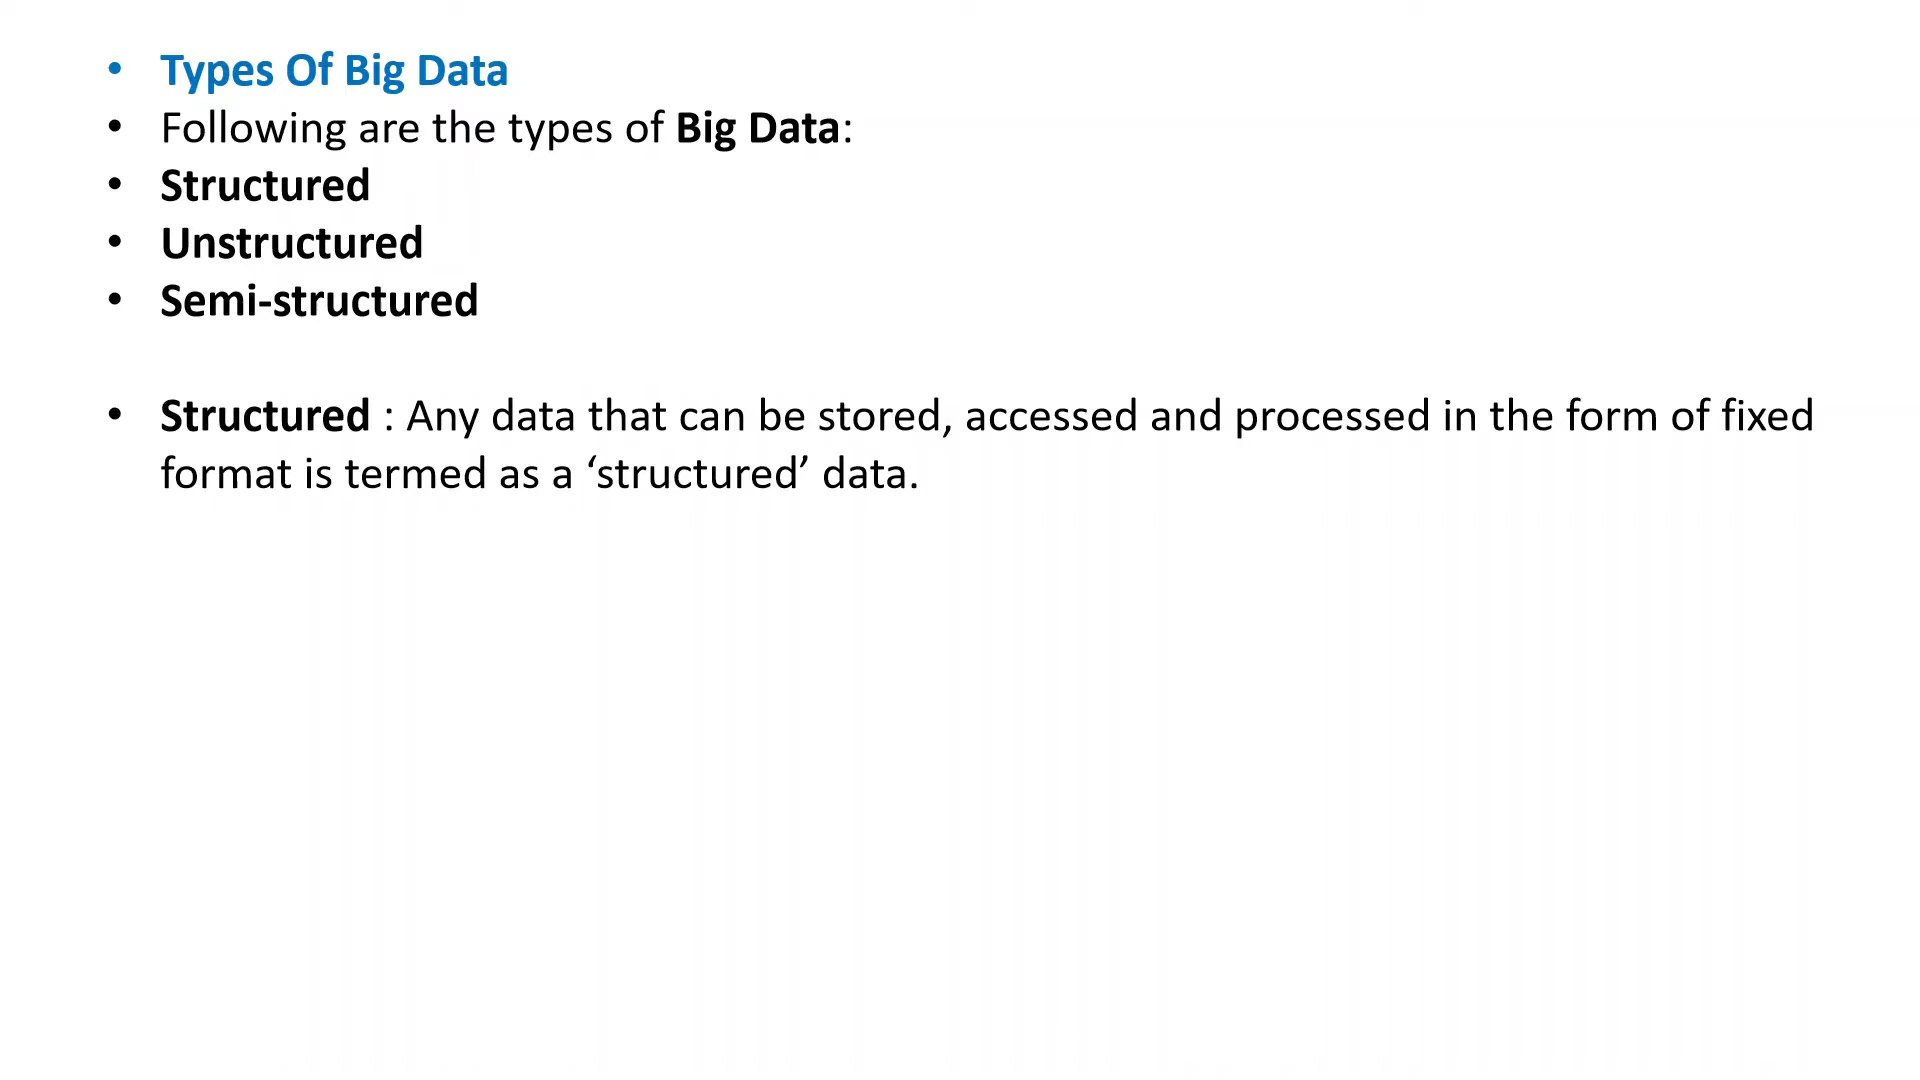 • Types Of Big Data
• Following are the types of Big Data:
• Structured
• Unstructured
• Semi-structured
• Structured : Any data that can be stored, accessed and processed in the form of fixed
format is termed as a ‘structured’ data.